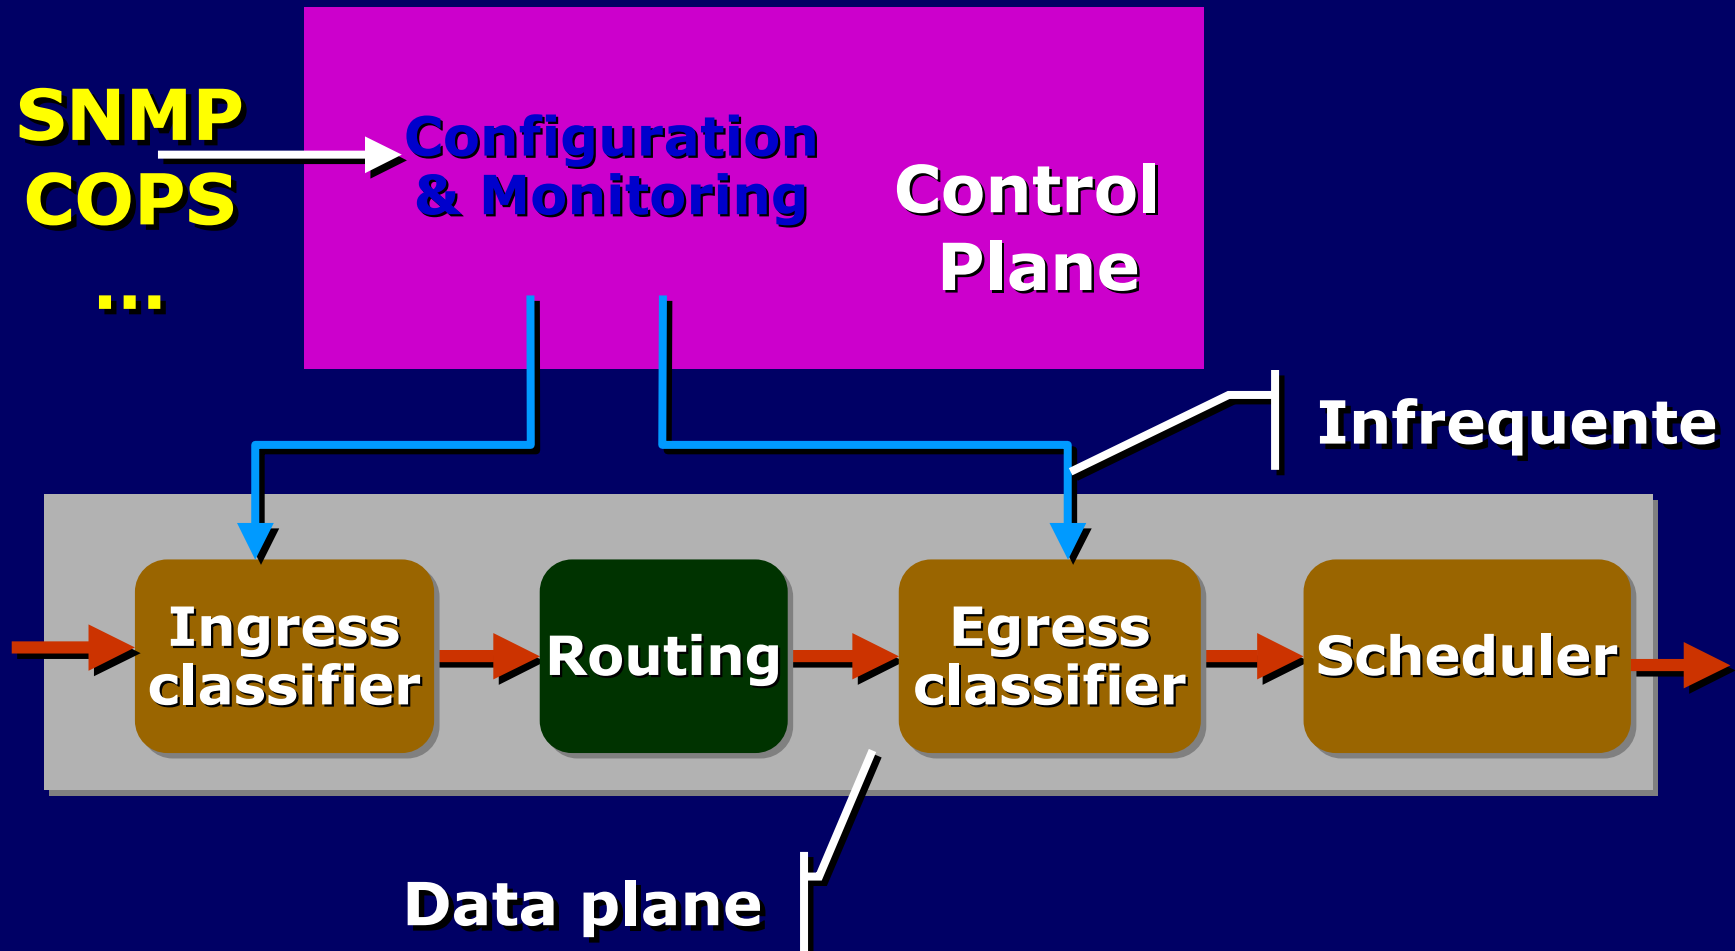 SNMP
COPS
...
Configuration
& Monitoring
Control
Plane
Infrequente
Ingress
classifier
Routing
Egress
classifier
Scheduler
Data plane